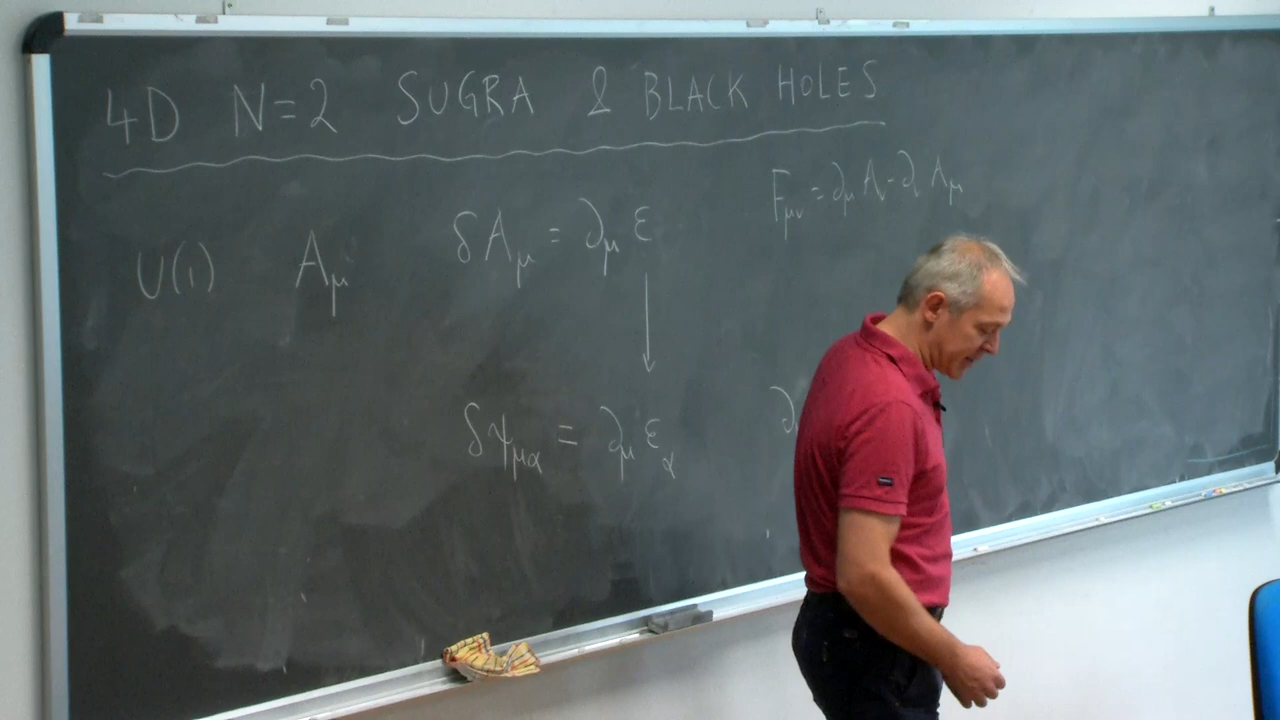 4D N=2 SUGRA & BLACK HOLES
F_μν = ∂_μ A_ν - ∂_ν A_μ
U(1) A_μ δA_μ = ∂_μ ε
↓
δψ_μα = ∂_μ ε_α ∂